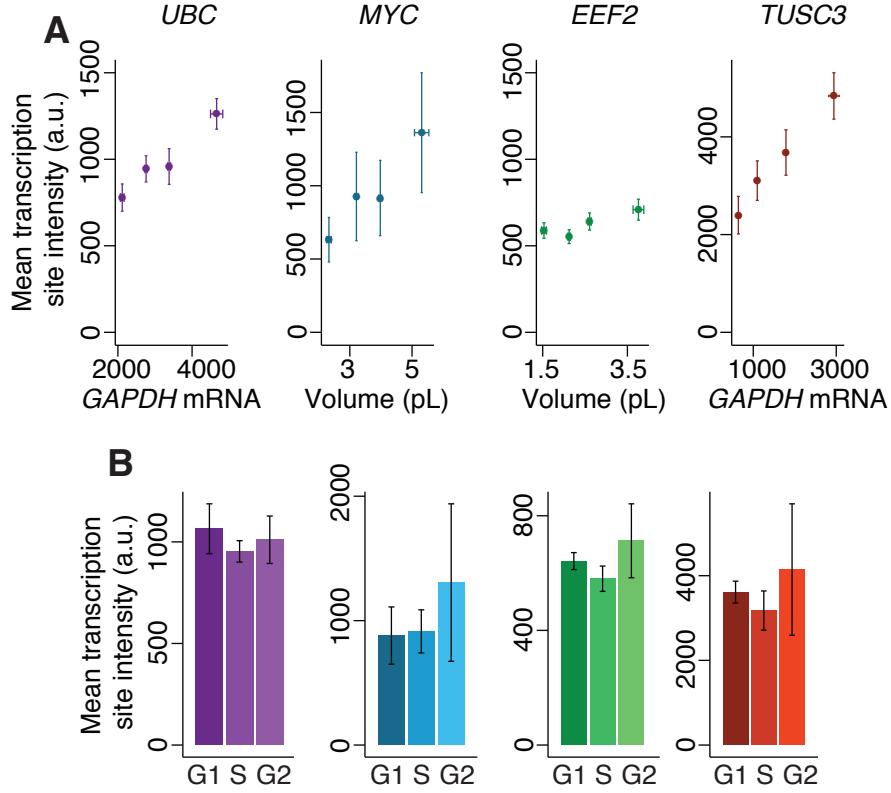 A
UBC
MYC
EEF2
TUSC3
Mean transcription
site intensity (a.u.)
0
500
1000
1500
0
500
1000
1500
0
500
1000
1500
0
2000
4000
2000
4000
3
5
1.5
3.5
1000
3000
GAPDH mRNA
Volume (pL)
Volume (pL)
GAPDH mRNA
B
Mean transcription
site intensity (a.u.)
0
500
1000
0
1000
2000
0
400
800
0
2000
4000
G1 S G2
G1 S G2
G1 S G2
G1 S G2